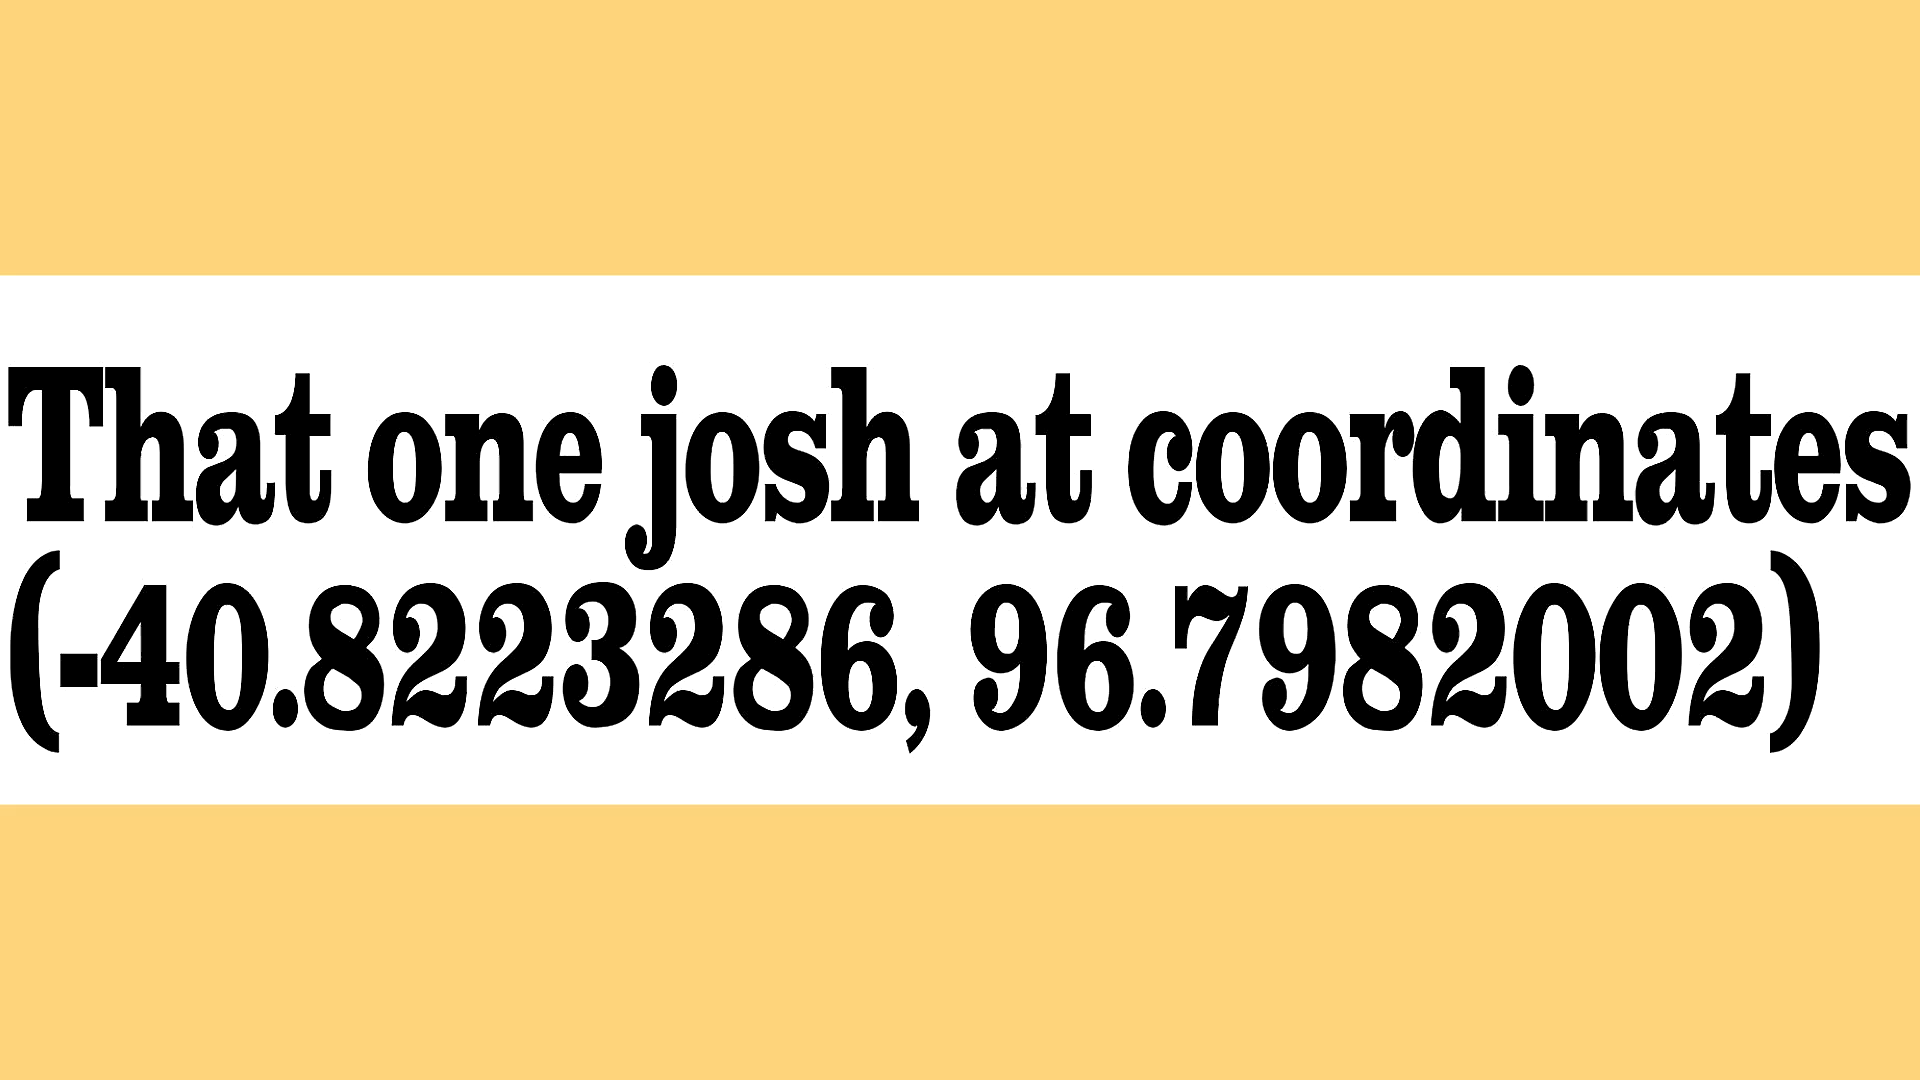 That one josh at coordinates
(-40.8223286, 96.7982002)